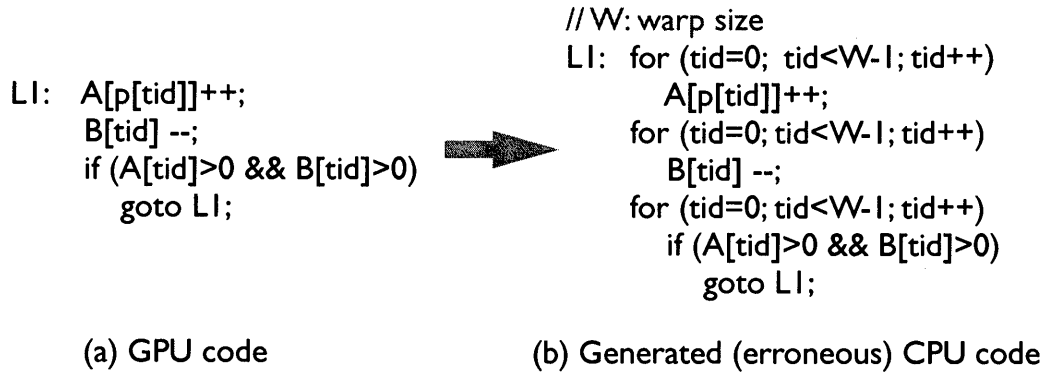 L1: A[p[tid]]++;
B[tid] --;
if (A[tid]>0 && B[tid]>0)
goto L1;
(a) GPU code
// W: warp size
L1: for (tid=0; tid<W-1; tid++)
A[p[tid]]++;
for (tid=0; tid<W-1; tid++)
B[tid] --;
for (tid=0; tid<W-1; tid++)
if (A[tid]>0 && B[tid]>0)
goto L1;
(b) Generated (erroneous) CPU code